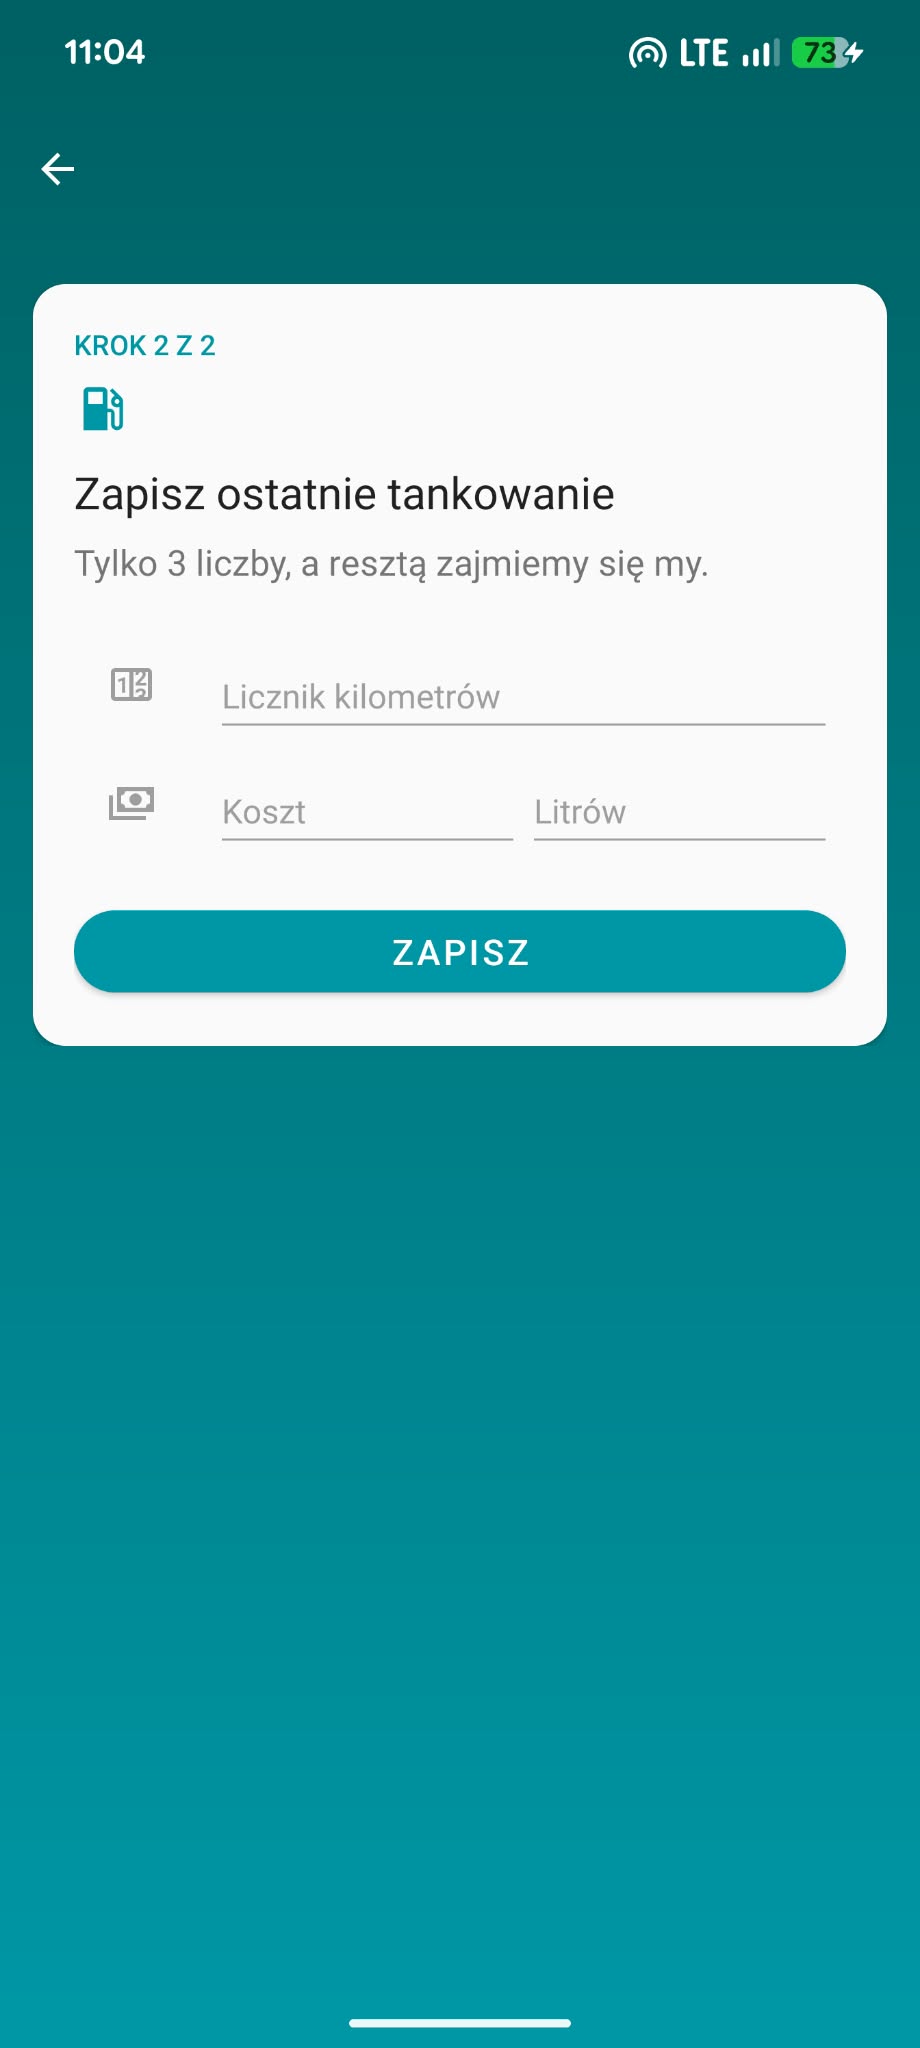 11:04 LTE 73
KROK 2 Z 2
Zapisz ostatnie tankowanie
Tylko 3 liczby, a resztą zajmiemy się my.
Licznik kilometrów
Koszt Litrów
ZAPISZ